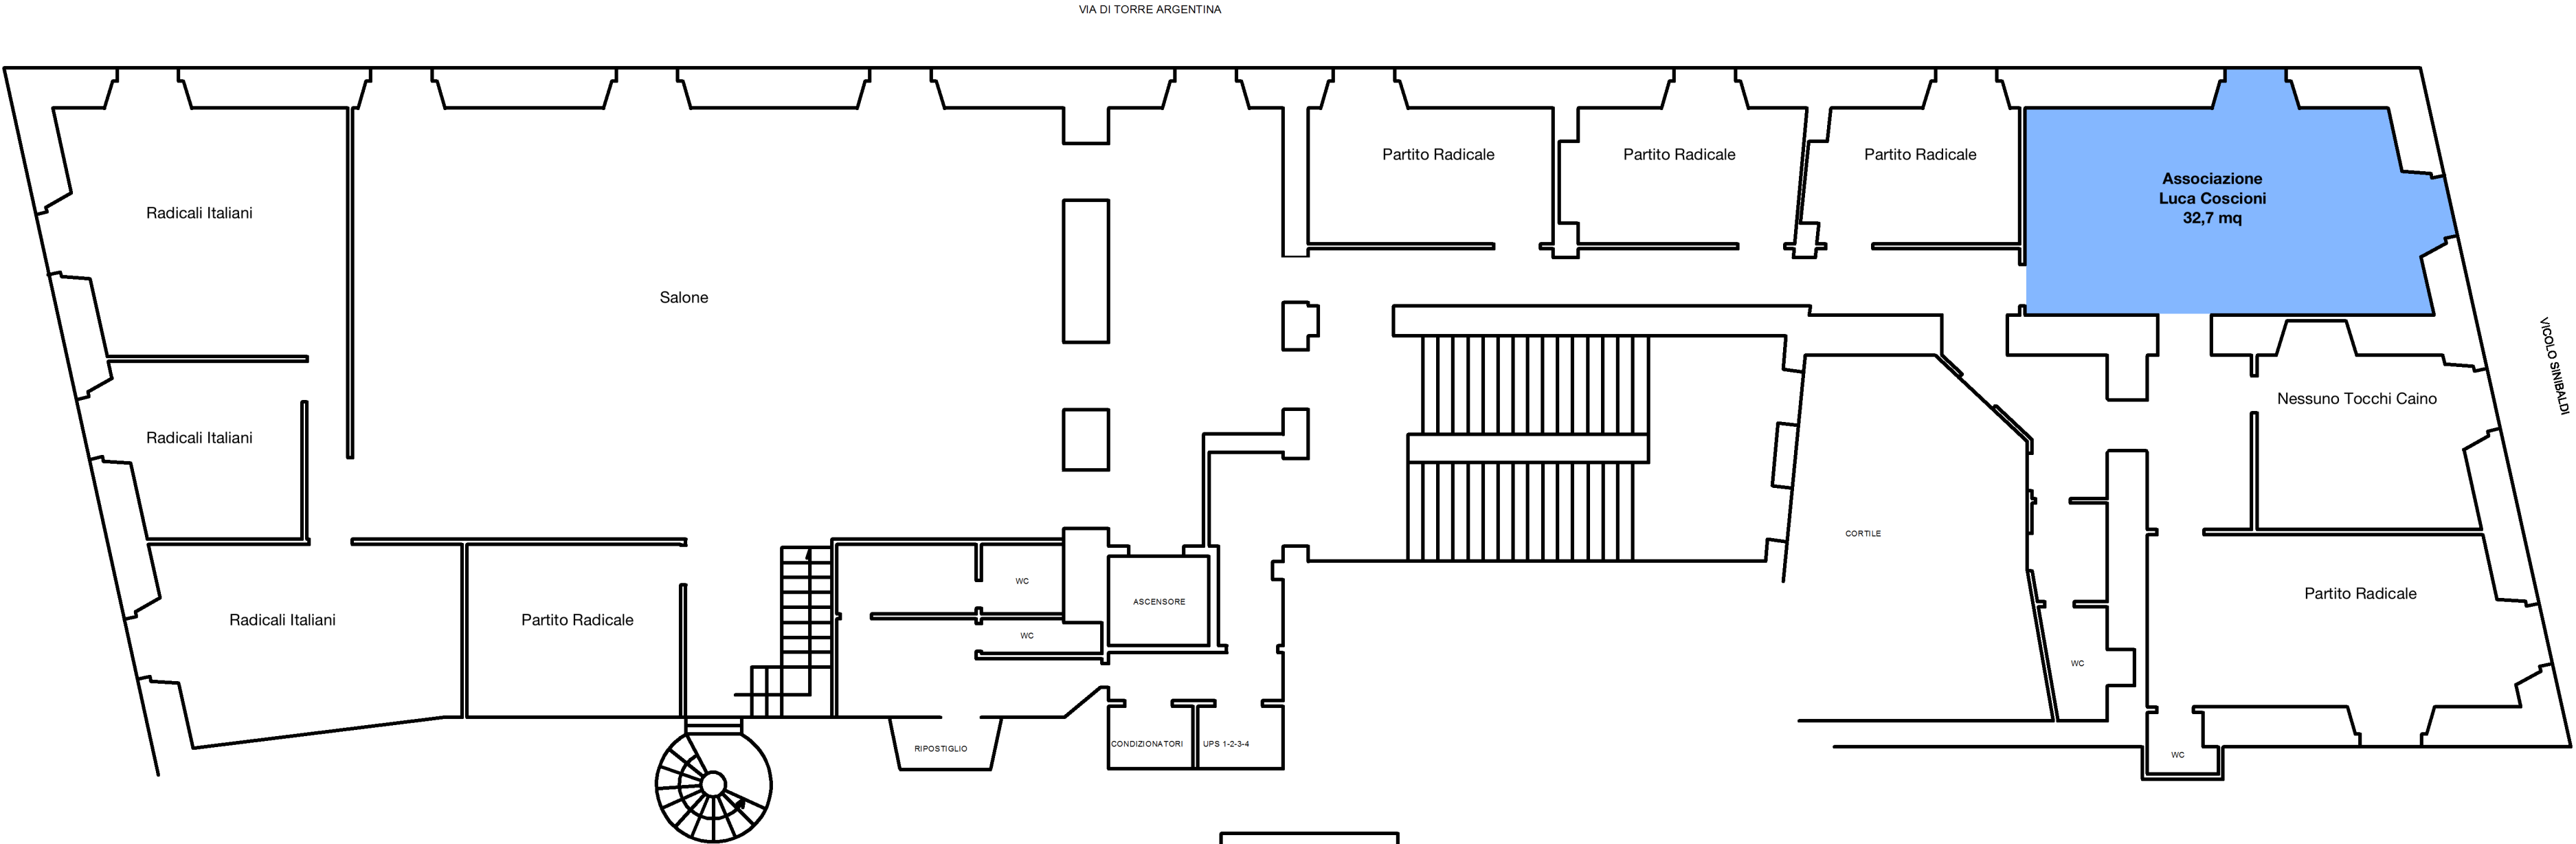 VIA DI TORRE ARGENTINA
Partito Radicale
Partito Radicale
Partito Radicale
Associazione
Luca Coscioni
32,7 mq
Radicali Italiani
Salone
VICOLO SINIBALDI
Nessuno Tocchi Caino
Radicali Italiani
CORTILE
WC
ASCENSORE
Partito Radicale
Radicali Italiani
Partito Radicale
WC
WC
CONDIZIONATORI
UPS 1-2-3-4
RIPOSTIGLIO
WC